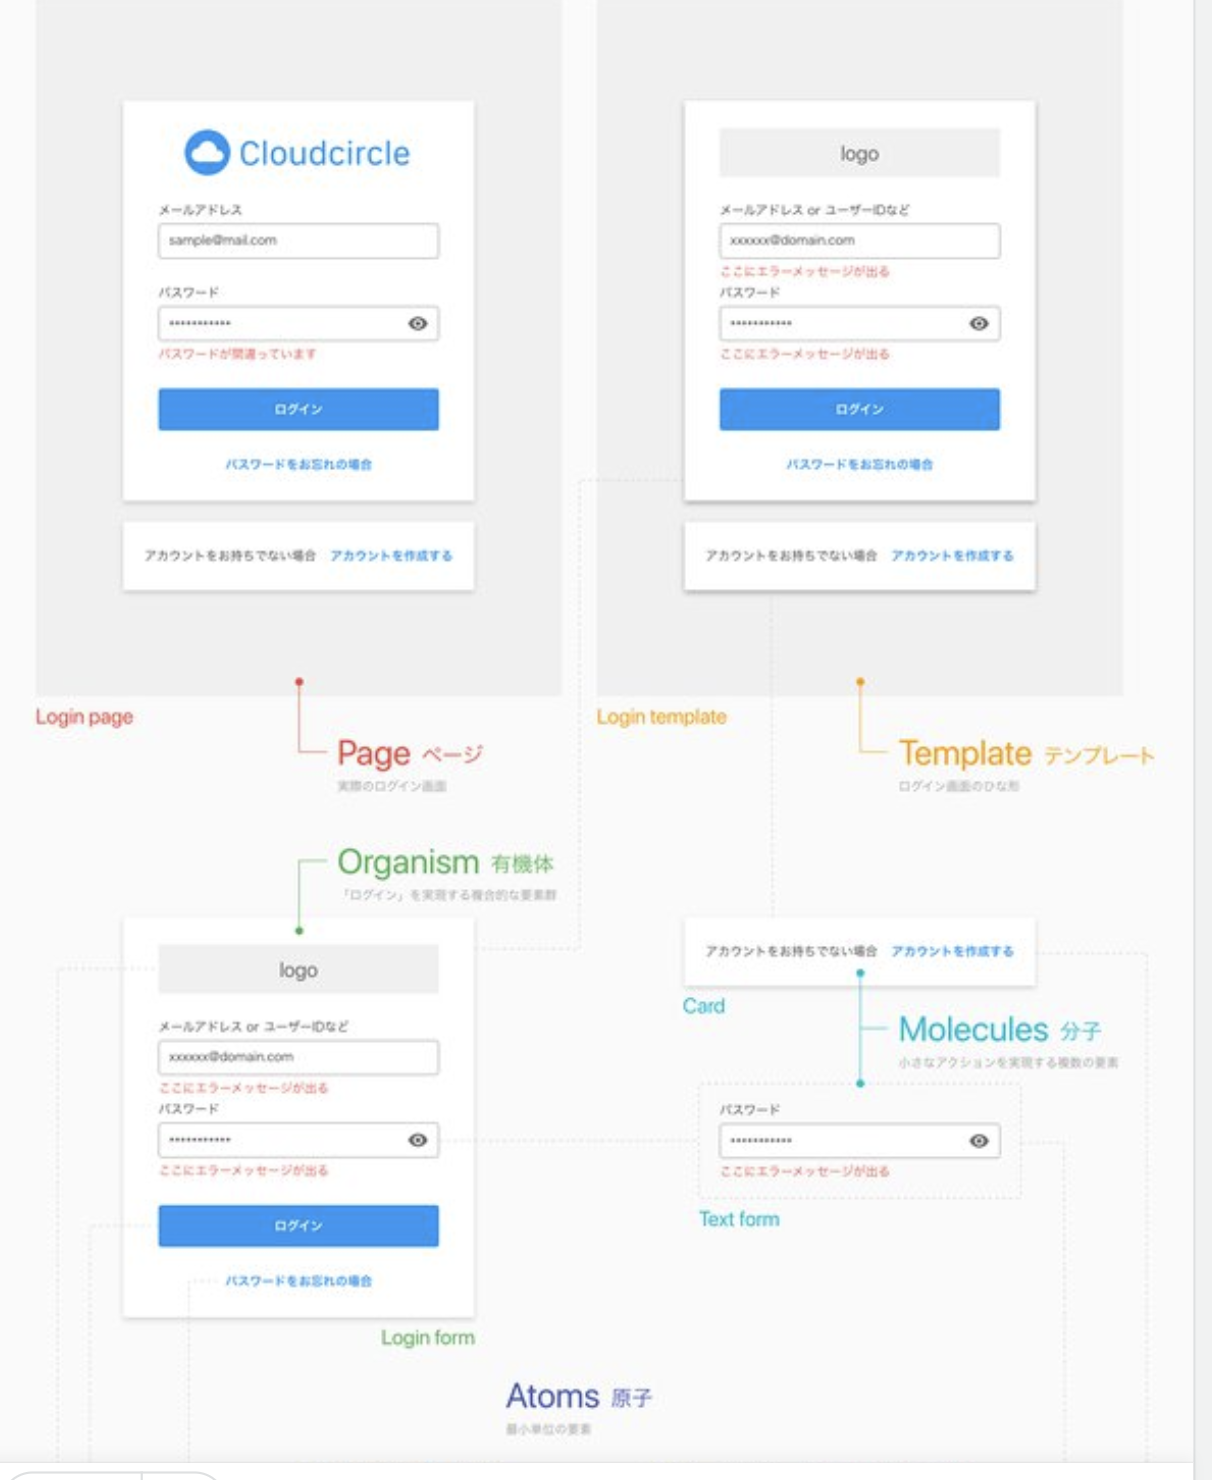 Cloudcircle
メールアドレス
sample@mail.com
パスワード
パスワードが間違っています
ログイン
パスワードをお忘れの場合
アカウントをお持ちでない場合 アカウントを作成する
Login page
Page ページ
実際のログイン画面
logo
メールアドレス or ユーザーIDなど
xxxxxx@domain.com
ここにエラーメッセージが出る
パスワード
ここにエラーメッセージが出る
ログイン
パスワードをお忘れの場合
アカウントをお持ちでない場合 アカウントを作成する
Login template
Template テンプレート
ログイン画面のひな形
Organism 有機体
「ログイン」を実現する複合的な要素群
logo
メールアドレス or ユーザーIDなど
xxxxxx@domain.com
ここにエラーメッセージが出る
パスワード
ここにエラーメッセージが出る
ログイン
パスワードをお忘れの場合
Login form
アカウントをお持ちでない場合 アカウントを作成する
Card
Molecules 分子
小さなアクションを実現する複数の要素
パスワード
ここにエラーメッセージが出る
Text form
Atoms 原子
最小単位の要素